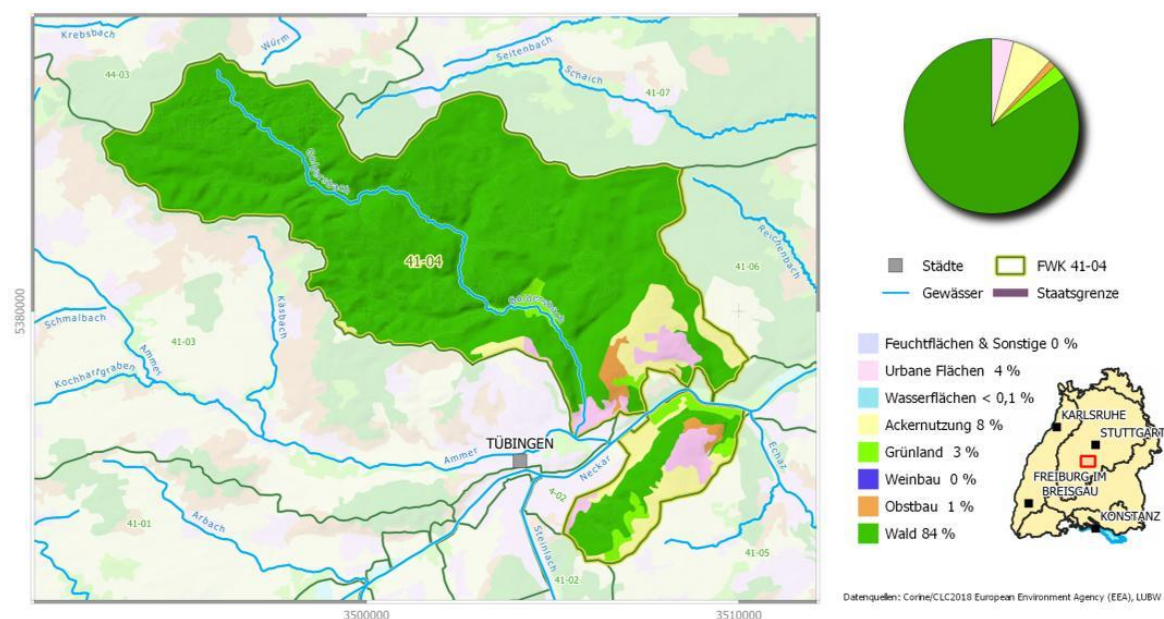 Krebsbach
Würm
Seitenbach
Schaich
44-03
41-07
Goldersbach
Reichenbach
41-04
41-06
Goldersbach
5380000
Käsbach
Schmalbach
41-03
Ammer
Kochhartgraben
TÜBINGEN
Ammer
Neckar
Echaz
4-02
41-01
Arbach
Steinlach
41-05
41-02
3500000
3510000
Städte
FWK 41-04
Gewässer
Staatsgrenze
Feuchtflächen & Sonstige 0 %
Urbane Flächen 4 %
Wasserflächen < 0,1 %
Ackernutzung 8 %
Grünland 3 %
Weinbau 0 %
Obstbau 1 %
Wald 84 %
KARLSRUHE
STUTTGART
FREIBURG IM
BREISGAU
KONSTANZ
Datenquellen: Corine/CLC2018 European Environment Agency (EEA), LUBW